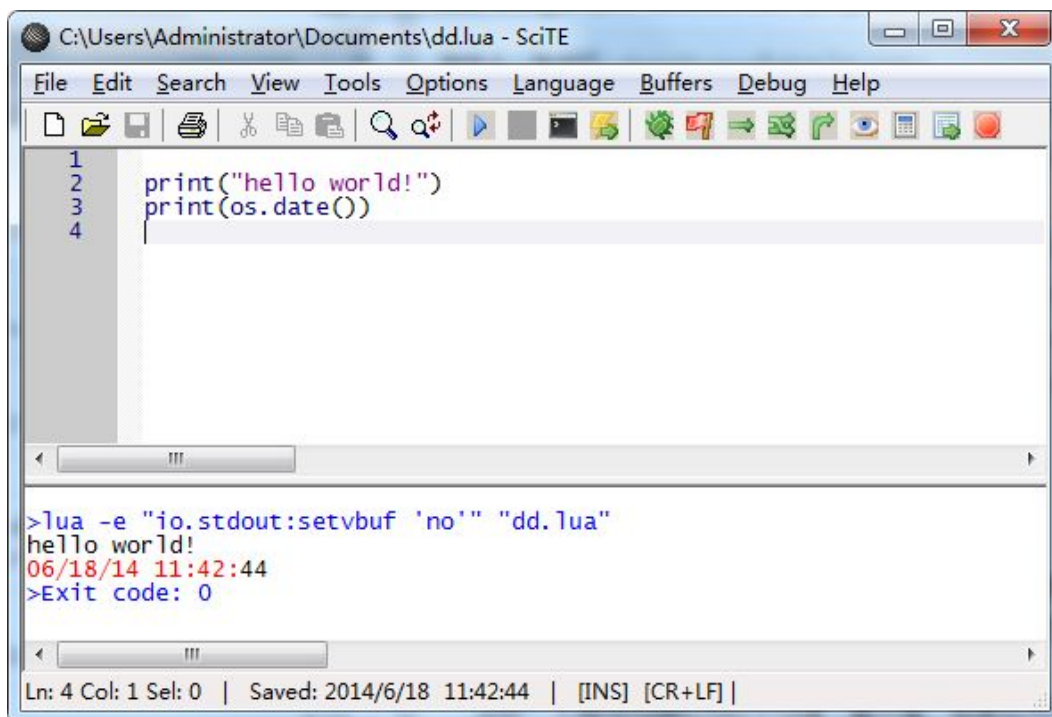 C:\Users\Administrator\Documents\dd.lua - SciTE
File Edit Search View Tools Options Language Buffers Debug Help
1
2 print("hello world!")
3 print(os.date())
4
>lua -e "io.stdout:setvbuf 'no'" "dd.lua"
hello world!
06/18/14 11:42:44
>Exit code: 0
Ln: 4 Col: 1 Sel: 0 | Saved: 2014/6/18 11:42:44 | [INS] [CR+LF] |